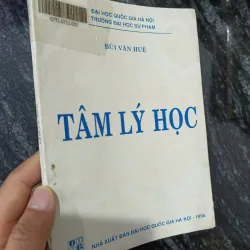 ĐẠI HỌC QUỐC GIA HÀ NỘI
TRƯỜNG ĐẠI HỌC SƯ PHẠM
BÙI VĂN HUỆ
TÂM LÝ HỌC
NHÀ XUẤT BẢN ĐẠI HỌC QUỐC GIA HÀ NỘI - 1996